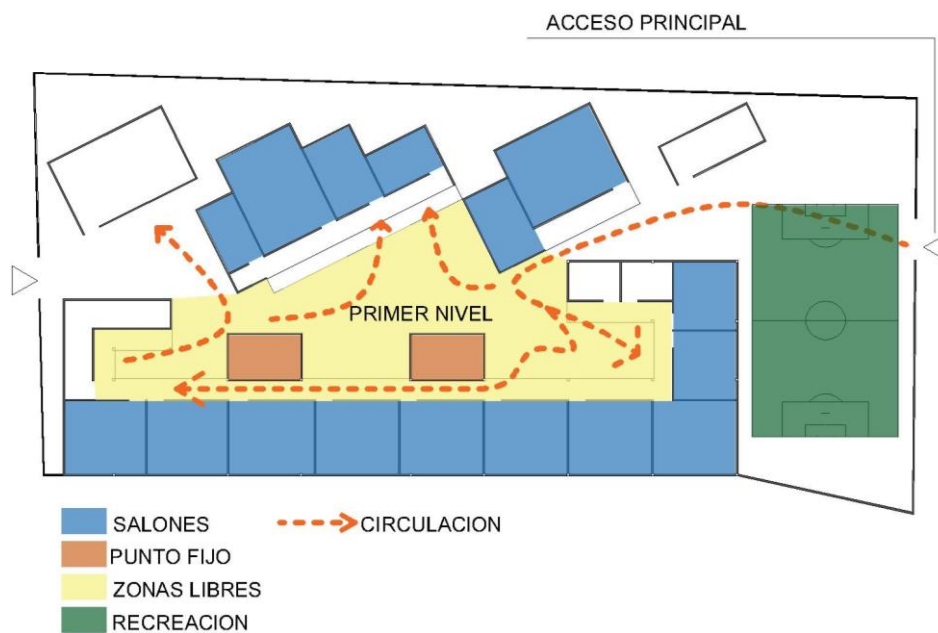 ACCESO PRINCIPAL
PRIMER NIVEL
SALONES
CIRCULACION
PUNTO FIJO
ZONAS LIBRES
RECREACION